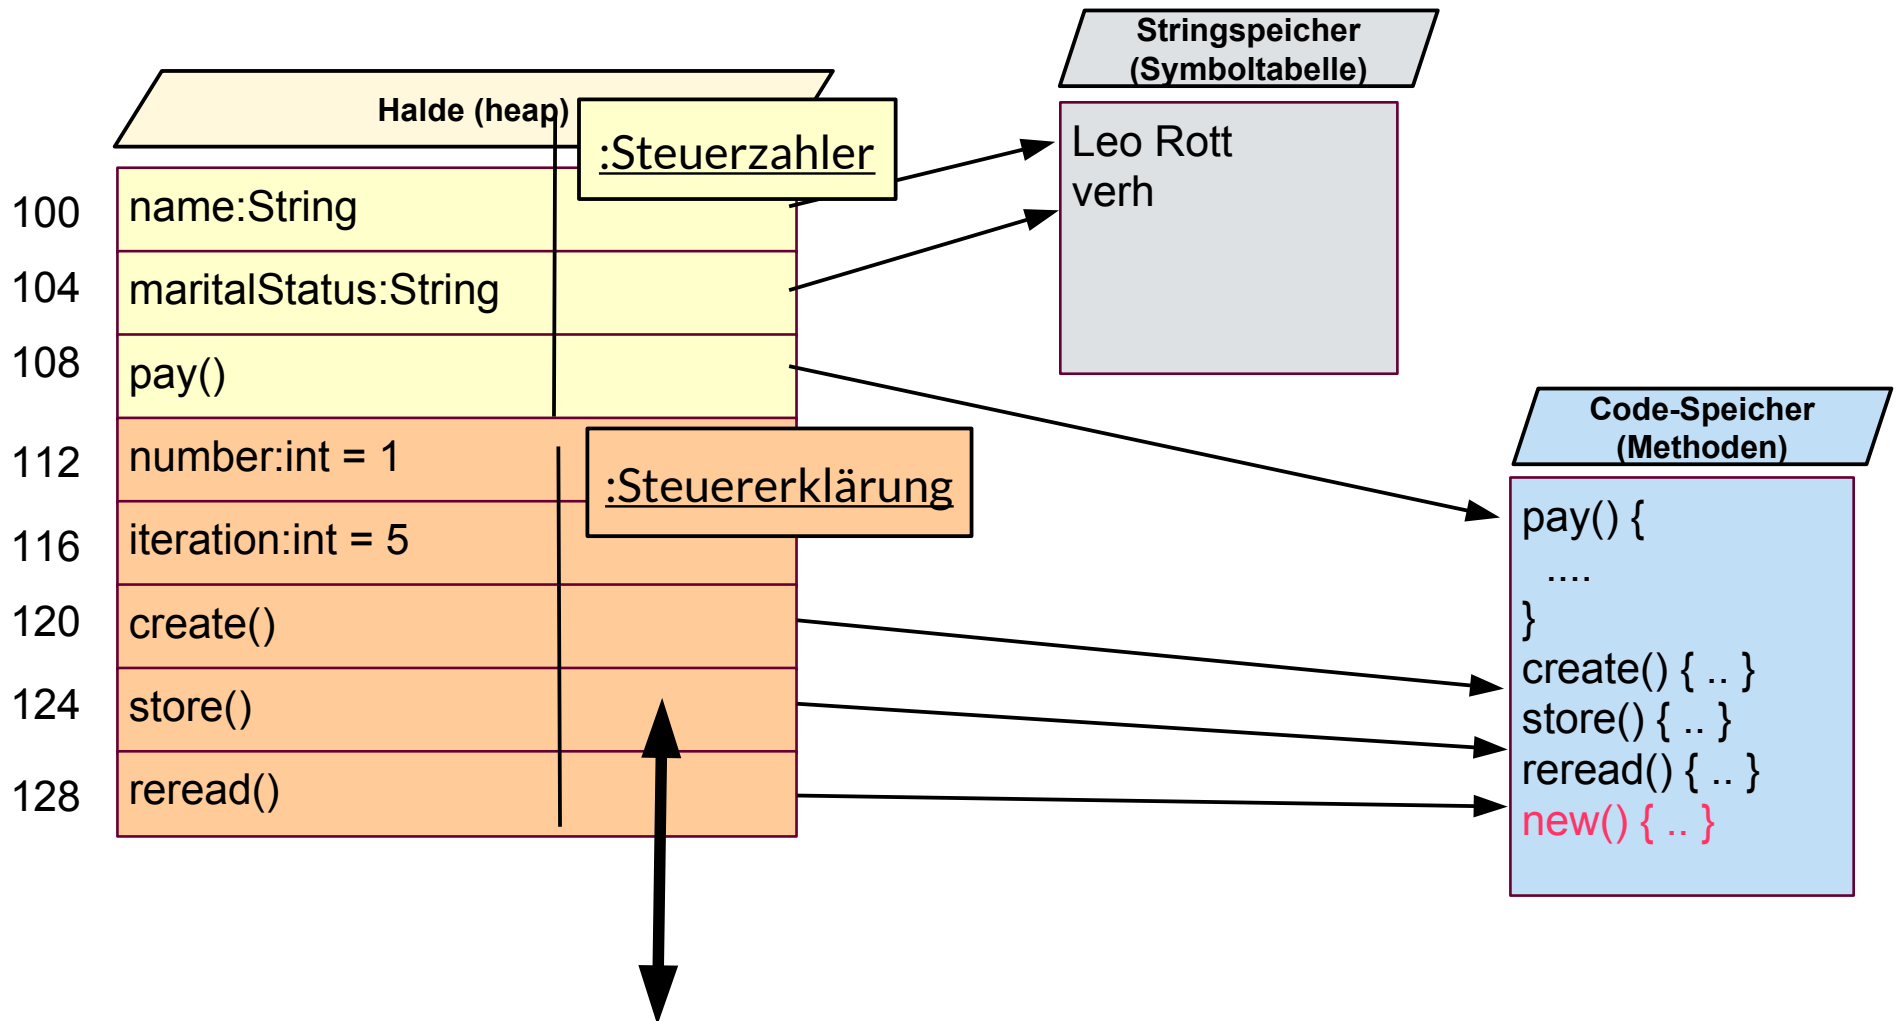 Stringspeicher
(Symboltabelle)
Halde (heap)
:Steuerzahler
Leo Rott
verh
100 name:String
104 maritalStatus:String
108 pay()
112 number:int = 1
:Steuererklärung
116 iteration:int = 5
120 create()
124 store()
128 reread()
Code-Speicher
(Methoden)
pay() {
....
}
create() { .. }
store() { .. }
reread() { .. }
new() { .. }